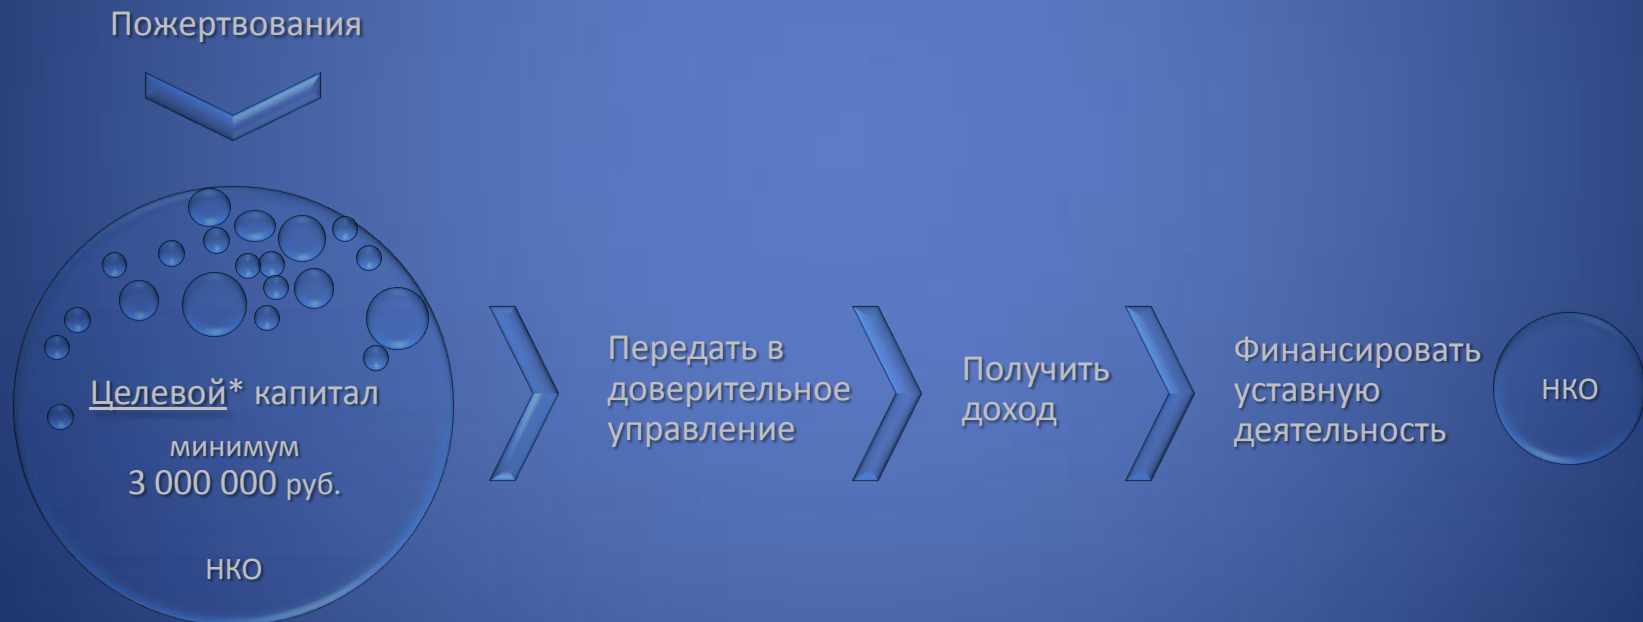 Пожертвования
Целевой* капитал
минимум
3 000 000 руб.
НКО
Передать в
доверительное
управление
Получить
доход
Финансировать
уставную
деятельность
НКО